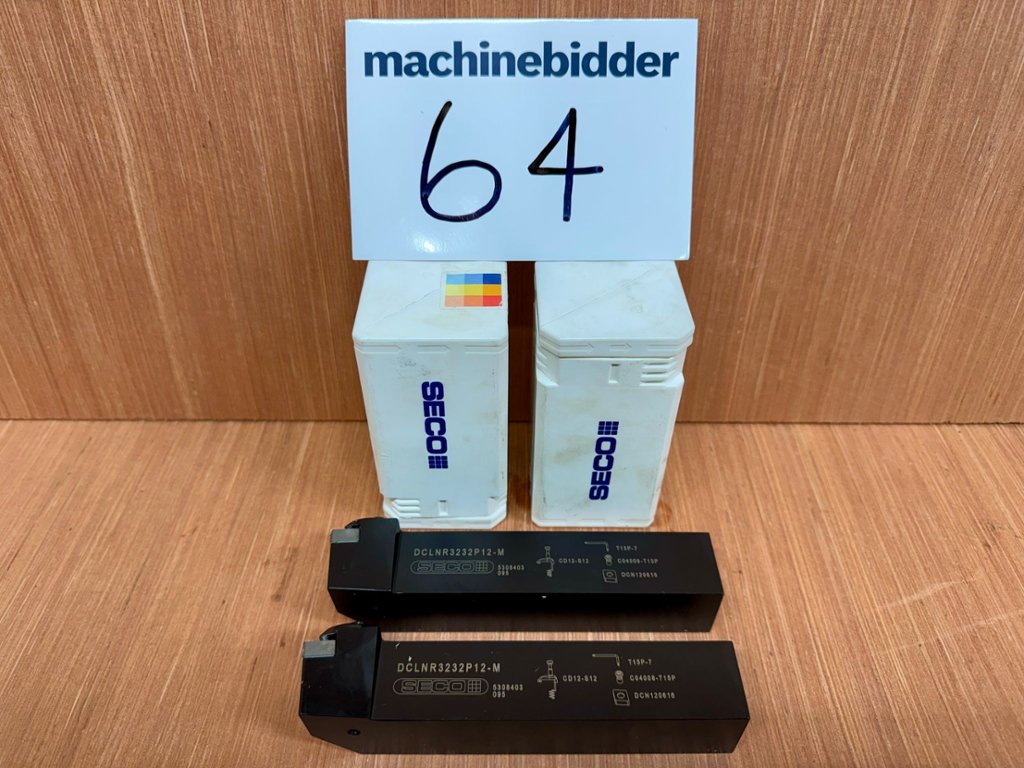 machinebidder
64
SECO
SECO
DCLNR3232P12-M
SECO
5308403
095
CD12-S12
T15P-7
C04008-T15P
DCN120616
DCLNR3232P12-M
SECO
5308403
095
CD12-S12
T15P-7
C04008-T15P
DCN120616